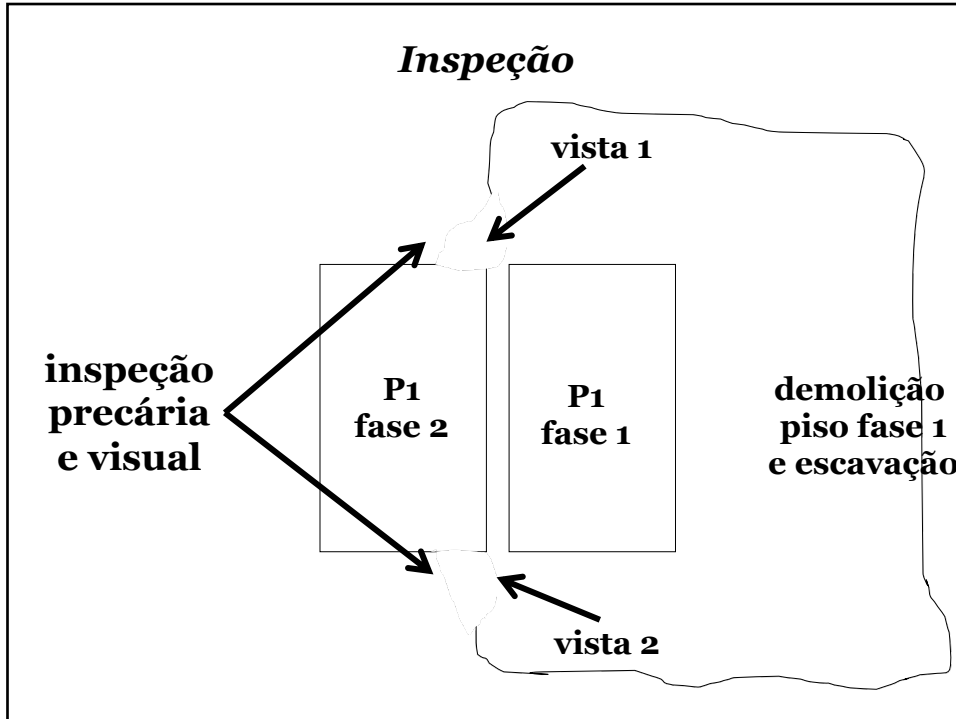 Inspeção
vista 1
inspeção
precária
e visual
P1
fase 2
P1
fase 1
demolição
piso fase 1
e escavação
vista 2